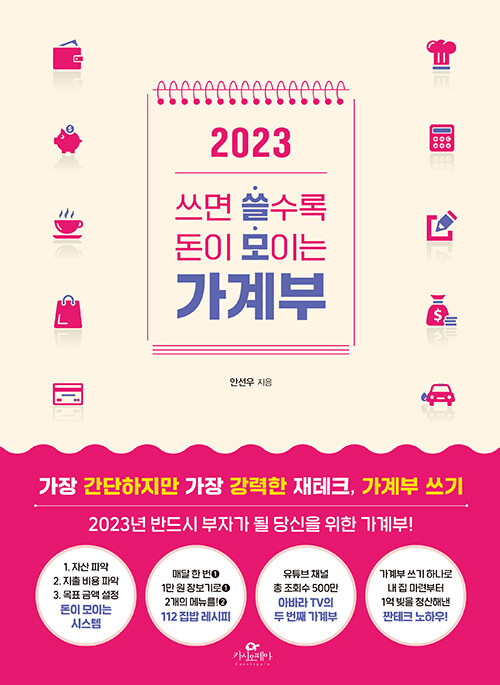 2023
쓰면 쓸수록
돈이 모이는
가계부
안선우 지음
가장 간단하지만 가장 강력한 재테크, 가계부 쓰기
2023년 반드시 부자가 될 당신을 위한 가계부!
1. 자산 파악
2. 지출 비용 파악
3. 목표 금액 설정
돈이 모이는
시스템
매달 한 번❶
1만 원 장보기로❶
2개의 메뉴를!❷
112 집밥 레시피
유튜브 채널
총 조회수 500만
아바라 TV의
두 번째 가계부
가계부 쓰기 하나로
내 집 마련부터
1억 빚을 청산해낸
짠테크 노하우!
카시오페아
Cassiopeia